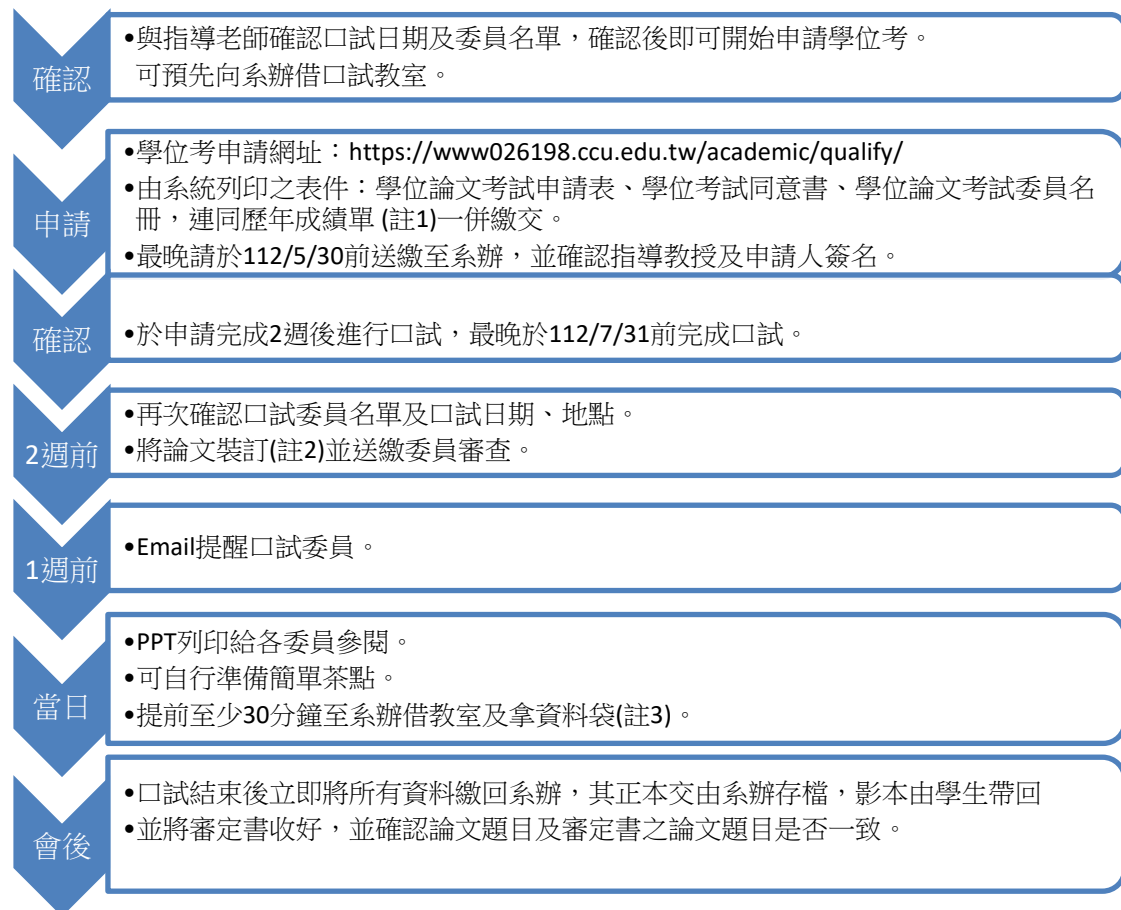 確認
•與指導老師確認口試日期及委員名單，確認後即可開始申請學位考。
可預先向系辦借口試教室。
申請
•學位考申請網址：https://www026198.ccu.edu.tw/academic/qualify/
•由系統列印之表件：學位論文考試申請表、學位考試同意書、學位論文考試委員名
冊，連同歷年成績單 (註1)一併繳交。
•最晚請於112/5/30前送繳至系辦，並確認指導教授及申請人簽名。
確認
•於申請完成2週後進行口試，最晚於112/7/31前完成口試。
2週前
•再次確認口試委員名單及口試日期、地點。
•將論文裝訂(註2)並送繳委員審查。
1週前
•Email提醒口試委員。
當日
•PPT列印給各委員參閱。
•可自行準備簡單茶點。
•提前至少30分鐘至系辦借教室及拿資料袋(註3)。
會後
•口試結束後立即將所有資料繳回系辦，其正本交由系辦存檔，影本由學生帶回
•並將審定書收好，並確認論文題目及審定書之論文題目是否一致。